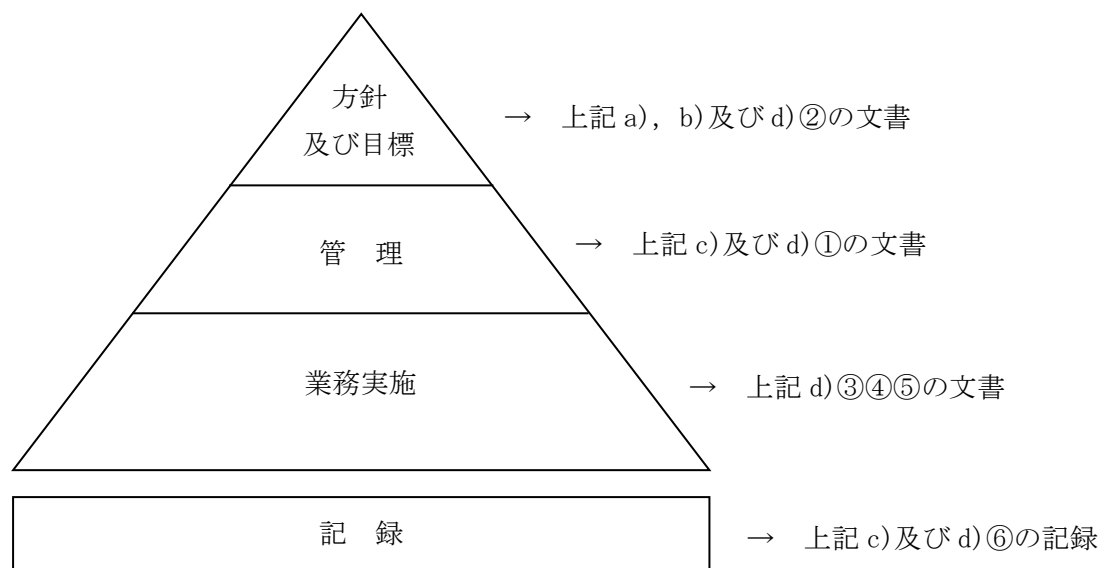 方針
及び目標
→ 上記 a), b)及び d)②の文書
管 理
→ 上記 c)及び d)①の文書
業務実施
→ 上記 d)③④⑤の文書
記 録
→ 上記 c)及び d)⑥の記録